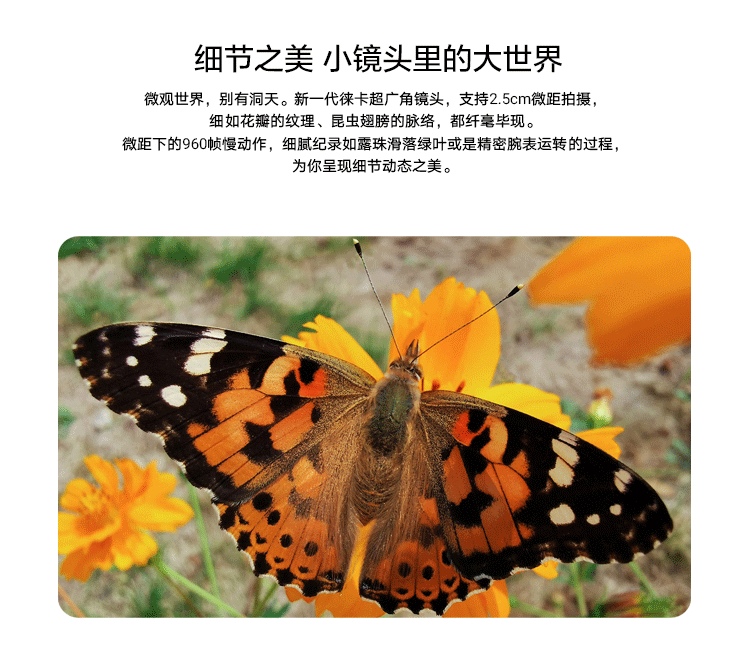 细节之美 小镜头里的大世界
微观世界，别有洞天。新一代徕卡超广角镜头，支持2.5cm微距拍摄，
细如花瓣的纹理、昆虫翅膀的脉络，都纤毫毕现。
微距下的960帧慢动作，细腻纪录如露珠滑落绿叶或是精密腕表运转的过程，
为你呈现细节动态之美。